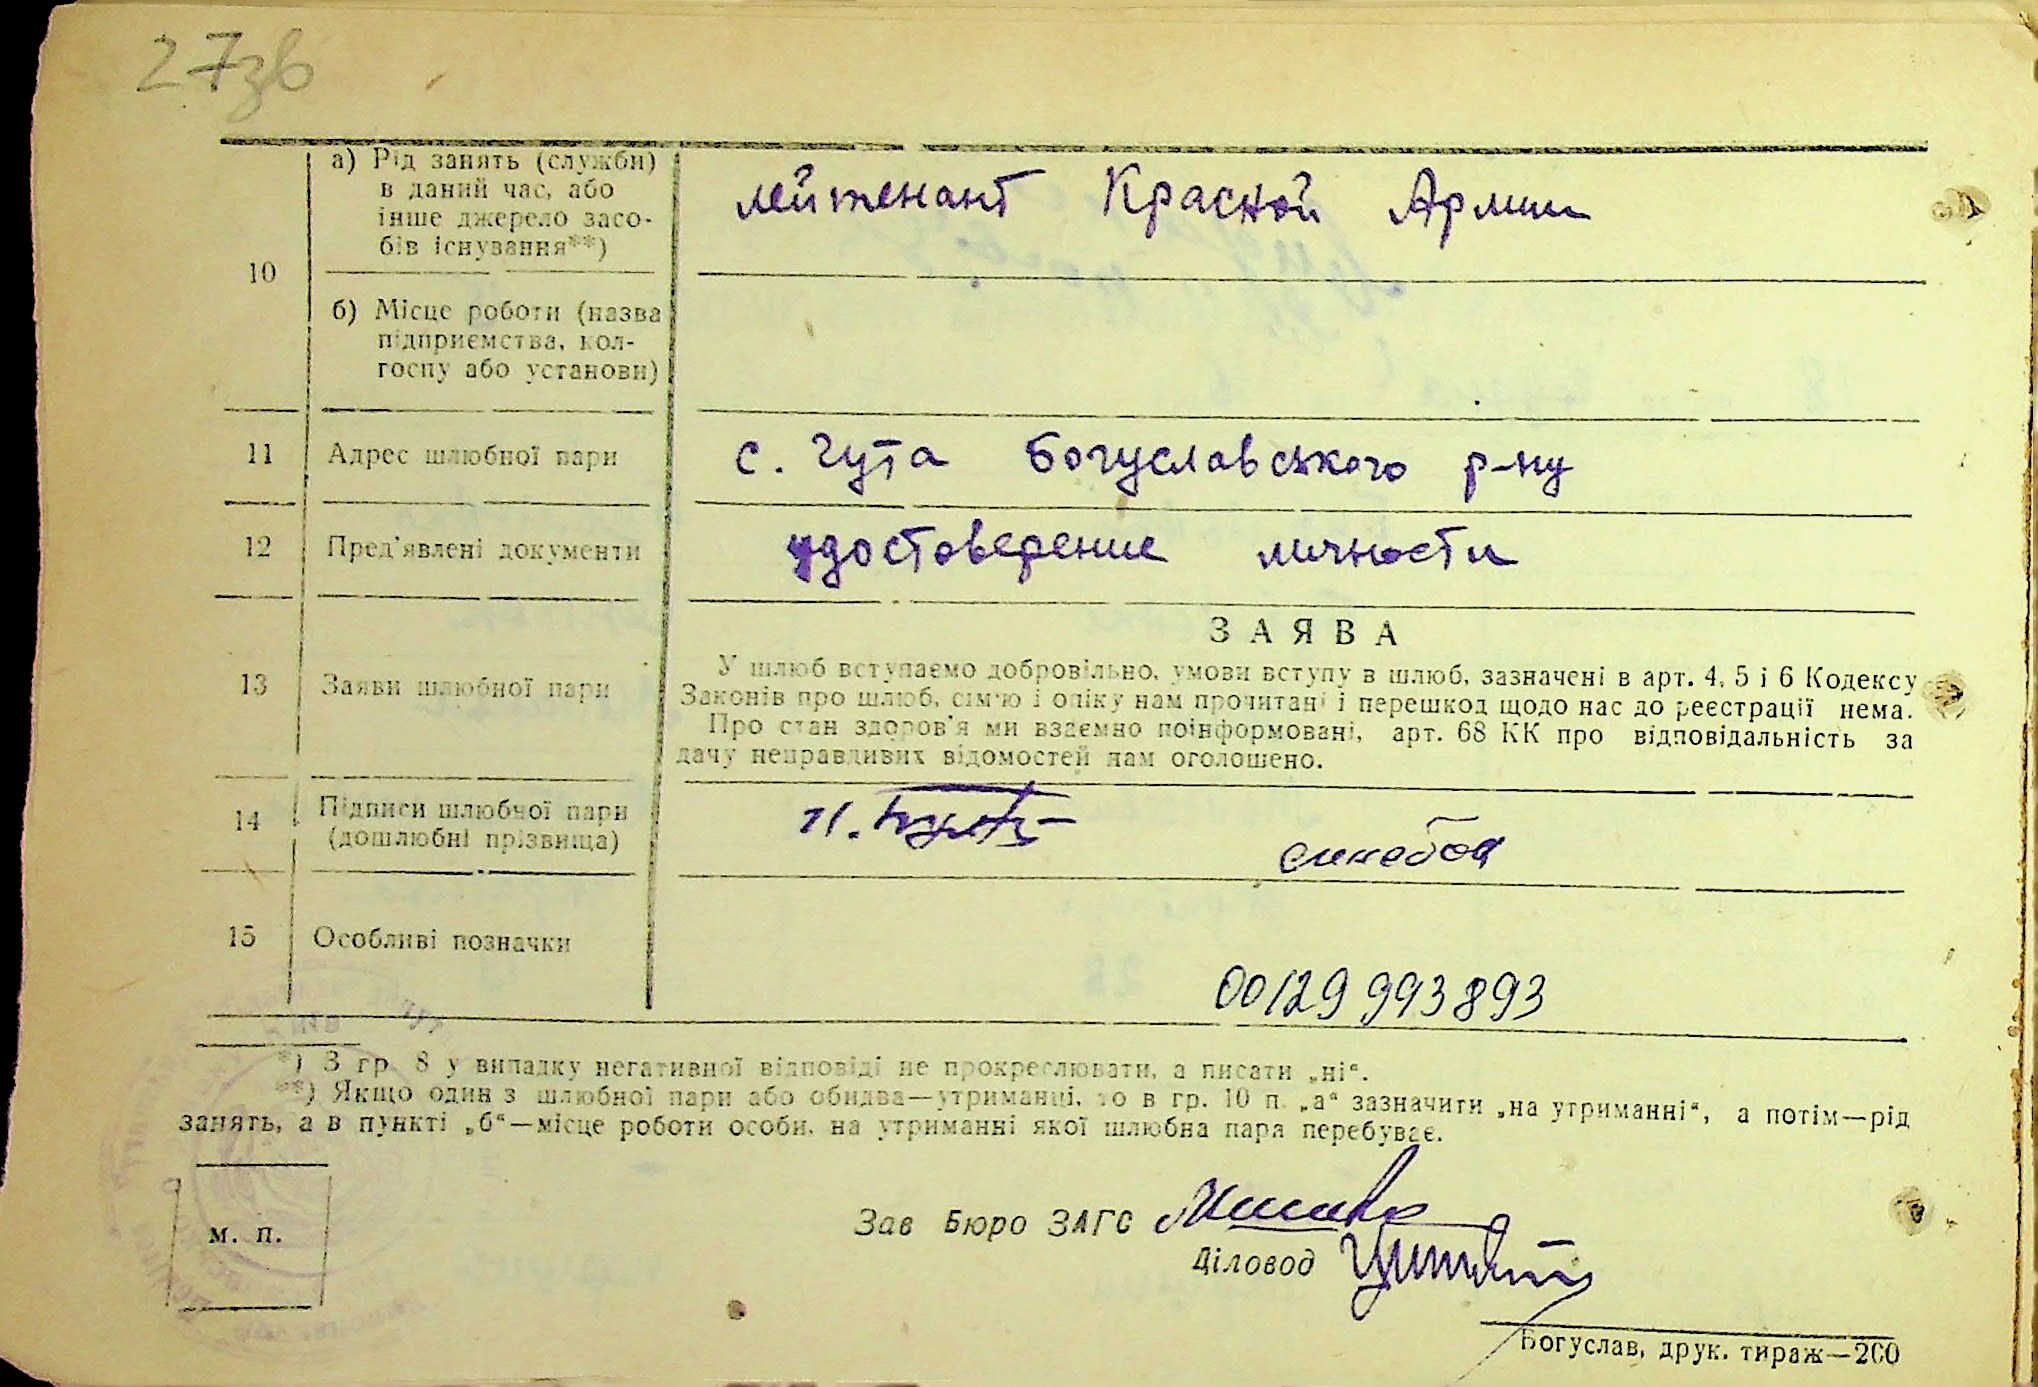 27зв
а) Рід занять (служби)
в даний час, або
інше джерело засо-
бів існування**)
лейтенант Красной Армии
10
б) Місце роботи (назва
підприємства, кол-
госпу або установи)
11 Адрес шлюбної пари с. Гута Богуславського р-ну
12 Пред'явлені документи удостоверение личности
ЗАЯВА
13 Заяви шлюбної пари
У шлюб вступаємо добровільно, умови вступу в шлюб, зазначені в арт. 4, 5 і 6 Кодексу
Законів про шлюб, сім'ю і опіку нам прочитані і перешкод щодо нас до реєстрації нема.
Про стан здоров'я ми взаємно поінформовані, арт. 68 КК про відповідальність за
дачу неправдивих відомостей нам оголошено.
14 Підписи шлюбної пари
(дошлюбні прізвища)
15 Особливі позначки
00129993893
*) З гр. 8 у випадку негативної відповіді не прокреслювати, а писати „ні“.
**) Якщо один з шлюбної пари або обидва—утриманці, то в гр. 10 п. „а“ зазначити „на утриманні“, а потім—рід
занять, а в пункті „б“—місце роботи особи, на утриманні якої шлюбна пара перебуває.
м. п.
Зав Бюро ЗАГС
Діловод
Богуслав, друк. тираж—200